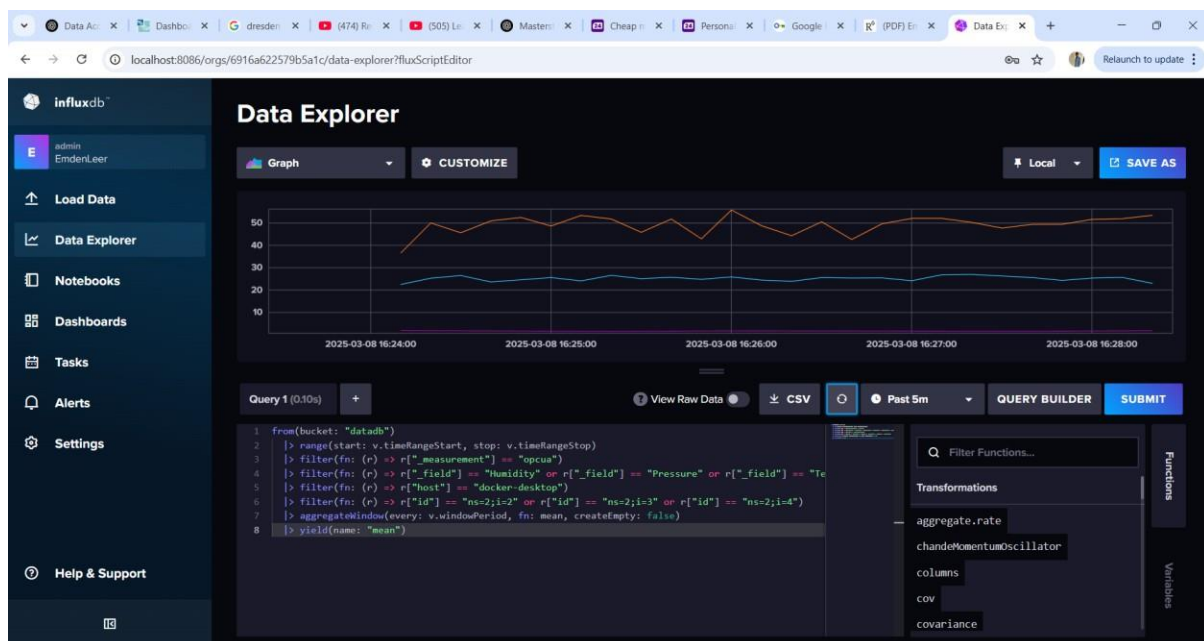 Data Ac
Dashbo
dresden
(474) Re
(505) Le
Masters
Cheap n
Persona
Google
(PDF) En
Data Ex
localhost:8086/orgs/6916a622579b5a1c/data-explorer?fluxScriptEditor
Relaunch to update
influxdb™
E
admin
EmdenLeer
Load Data
Data Explorer
Notebooks
Dashboards
Tasks
Alerts
Settings
Help & Support
Data Explorer
Graph
CUSTOMIZE
Local
SAVE AS
50
40
30
20
10
2025-03-08 16:24:00
2025-03-08 16:25:00
2025-03-08 16:26:00
2025-03-08 16:27:00
2025-03-08 16:28:00
Query 1 (0.10s)
+
View Raw Data
CSV
Past 5m
QUERY BUILDER
SUBMIT
1 from(bucket: "datadb")
2 |> range(start: v.timeRangeStart, stop: v.timeRangeStop)
3 |> filter(fn: (r) => r["_measurement"] == "opcua")
4 |> filter(fn: (r) => r["_field"] == "Humidity" or r["_field"] == "Pressure" or r["_field"] == "Te
5 |> filter(fn: (r) => r["host"] == "docker-desktop")
6 |> filter(fn: (r) => r["id"] == "ns=2;i=2" or r["id"] == "ns=2;i=3" or r["id"] == "ns=2;i=4")
7 |> aggregateWindow(every: v.windowPeriod, fn: mean, createEmpty: false)
8 |> yield(name: "mean")
Filter Functions...
Transformations
aggregate.rate
chandeMomentumOscillator
columns
cov
covariance
Functions
Variables